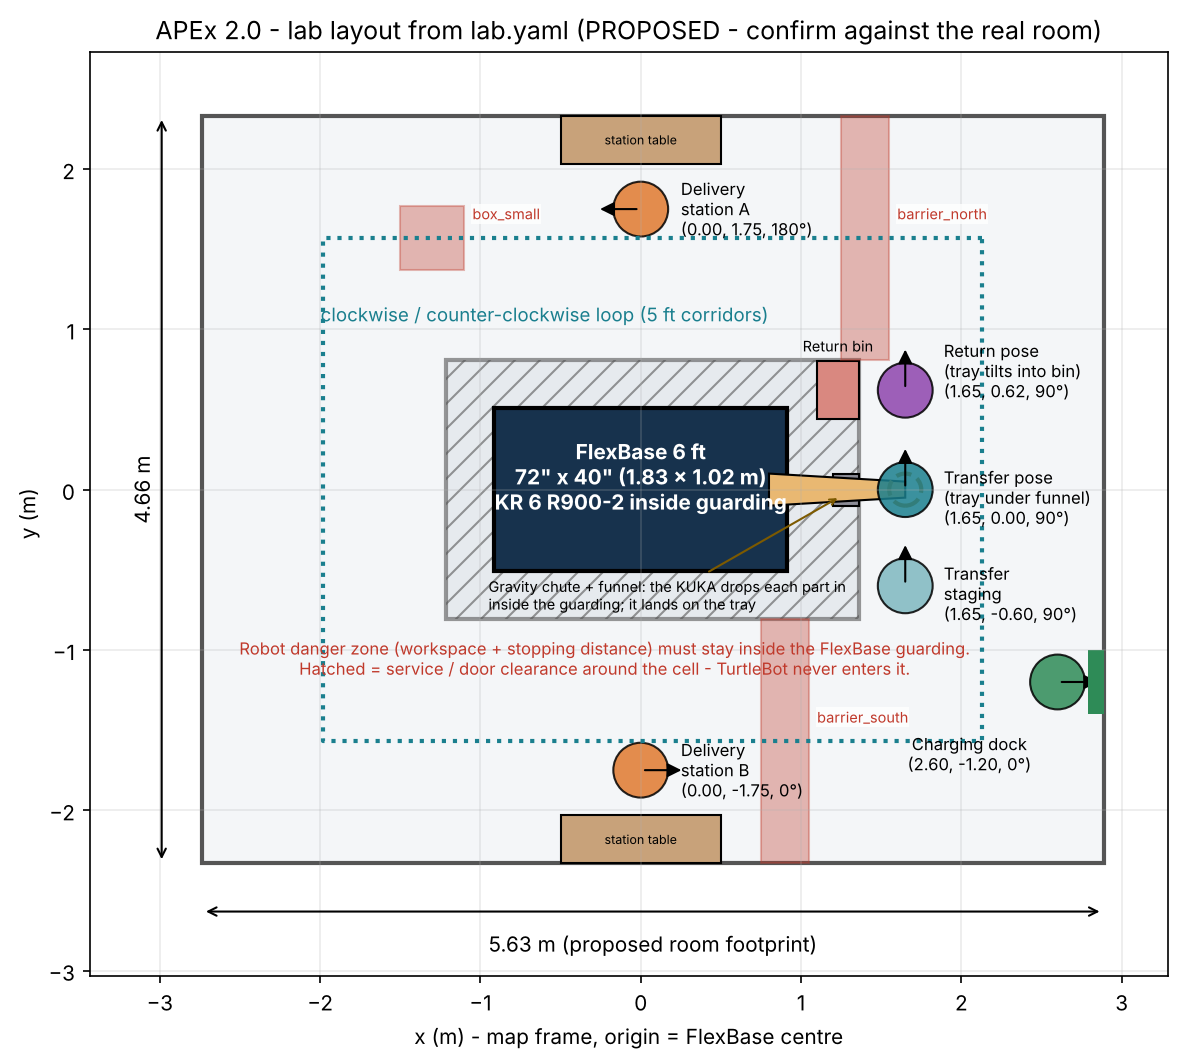 APEx 2.0 - lab layout from lab.yaml (PROPOSED - confirm against the real room)
station table
Delivery
station A
(0.00, 1.75, 180°)
box_small
barrier_north
clockwise / counter-clockwise loop (5 ft corridors)
Return bin
Return pose
(tray tilts into bin)
(1.65, 0.62, 90°)
FlexBase 6 ft
72" x 40" (1.83 × 1.02 m)
KR 6 R900-2 inside guarding
Transfer pose
(tray under funnel)
(1.65, 0.00, 90°)
Gravity chute + funnel: the KUKA drops each part in
inside the guarding; it lands on the tray
Transfer
staging
(1.65, -0.60, 90°)
Robot danger zone (workspace + stopping distance) must stay inside the FlexBase guarding.
Hatched = service / door clearance around the cell - TurtleBot never enters it.
barrier_south
Charging dock
(2.60, -1.20, 0°)
Delivery
station B
(0.00, -1.75, 0°)
station table
4.66 m
5.63 m (proposed room footprint)
y (m)
2
1
0
−1
−2
−3
−3
−2
−1
0
1
2
3
x (m) - map frame, origin = FlexBase centre